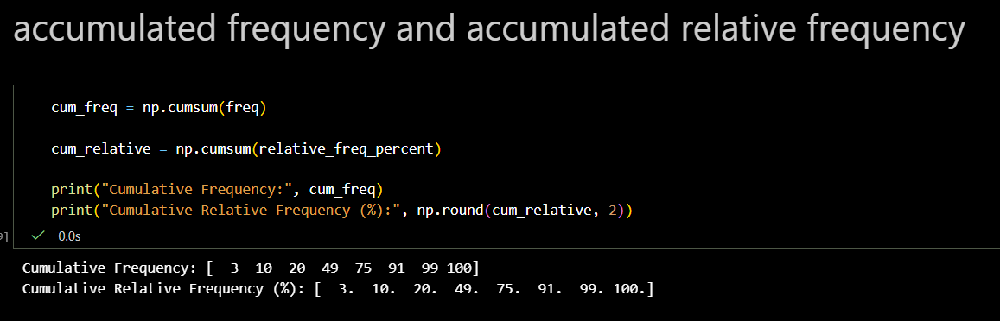 accumulated frequency and accumulated relative frequency
cum_freq = np.cumsum(freq)
cum_relative = np.cumsum(relative_freq_percent)
print("Cumulative Frequency:", cum_freq)
print("Cumulative Relative Frequency (%):", np.round(cum_relative, 2))
9] 0.0s
Cumulative Frequency: [  3  10  20  49  75  91  99 100]
Cumulative Relative Frequency (%): [  3.  10.  20.  49.  75.  91.  99. 100.]